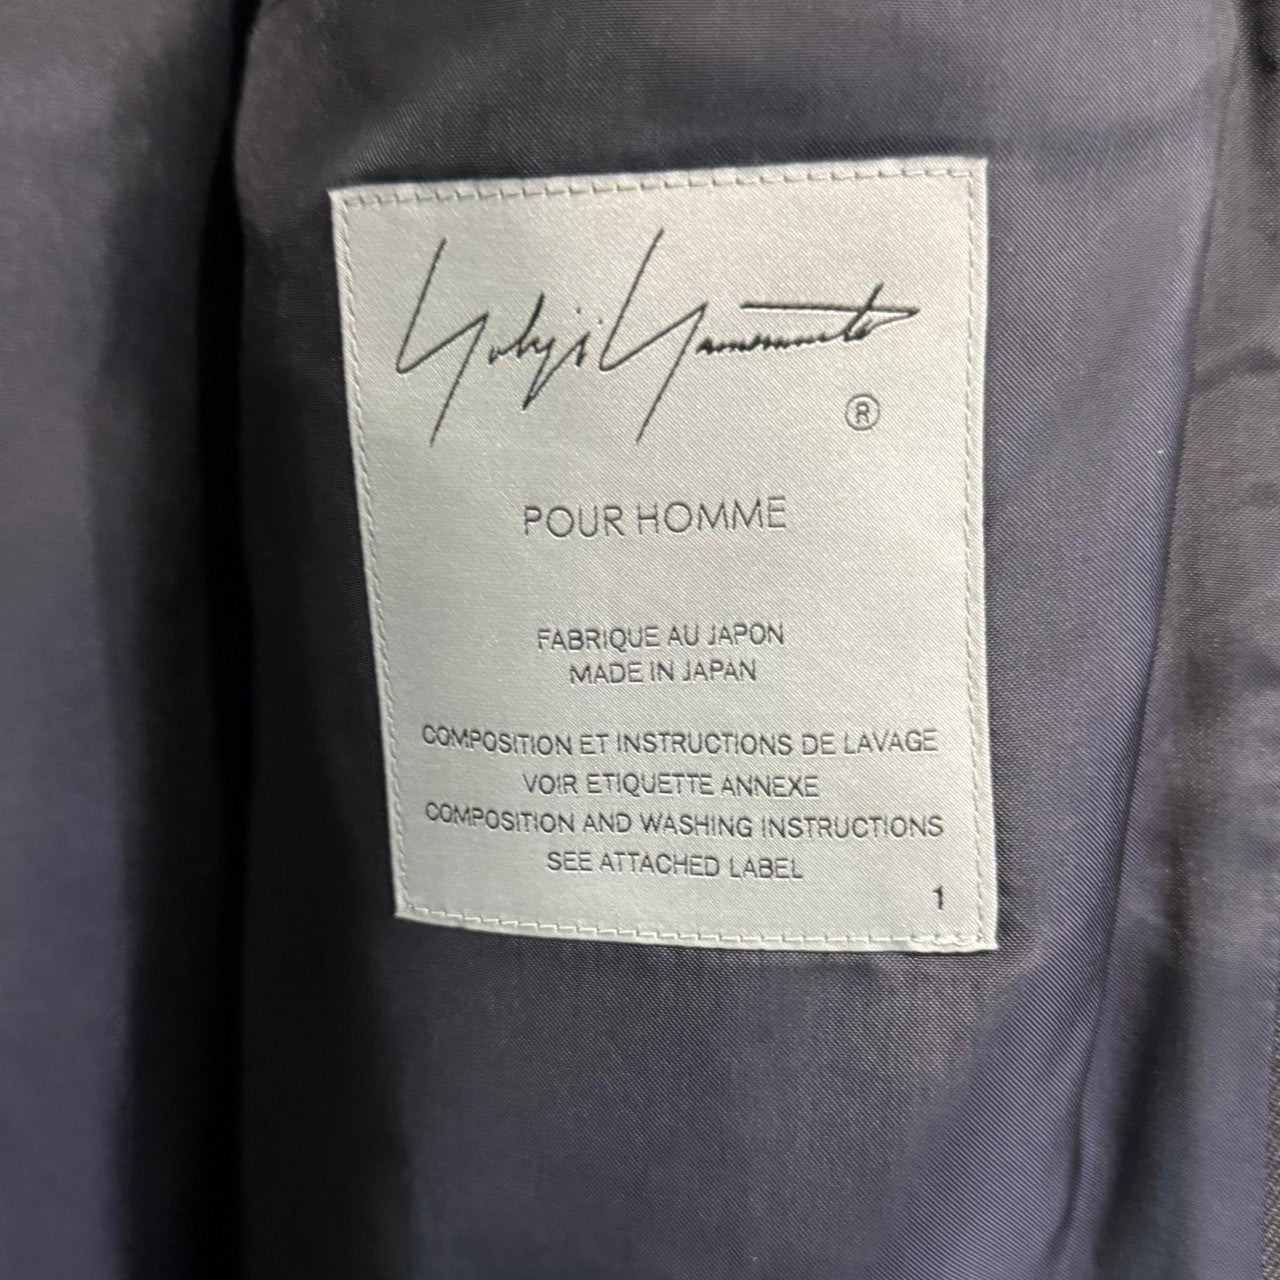 Yohji Yamamoto
®
POUR HOMME
FABRIQUE AU JAPON
MADE IN JAPAN
COMPOSITION ET INSTRUCTIONS DE LAVAGE
VOIR ETIQUETTE ANNEXE
COMPOSITION AND WASHING INSTRUCTIONS
SEE ATTACHED LABEL
1